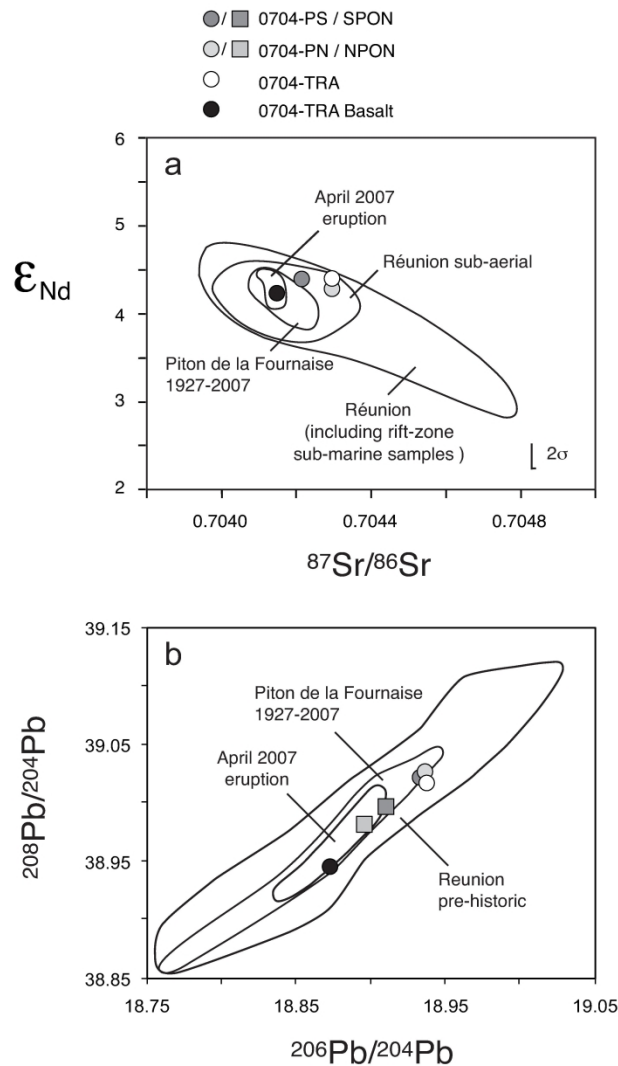 / 0704-PS / SPON
/ 0704-PN / NPON
0704-TRA
0704-TRA Basalt
a
6
5
4
3
2
εNd
April 2007
eruption
Réunion sub-aerial
Piton de la Fournaise
1927-2007
Réunion
(including rift-zone
sub-marine samples )
2σ
0.7040
0.7044
0.7048
87Sr/86Sr
b
39.15
39.05
38.95
38.85
208Pb/204Pb
Piton de la Fournaise
1927-2007
April 2007
eruption
Reunion
pre-historic
18.75
18.85
18.95
19.05
206Pb/204Pb